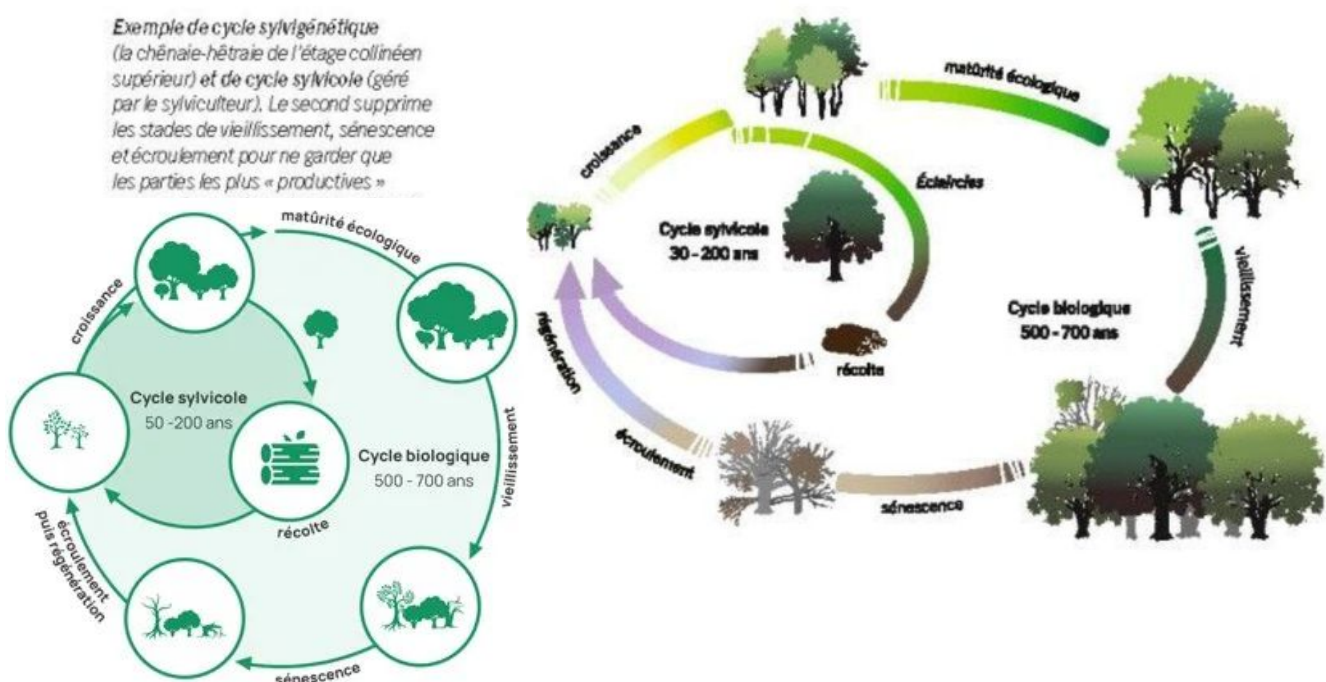 Exemple de cycle sylvigénétique
(la chênaie-hêtraie de l'étage collinéen
supérieur) et de cycle sylvicole (géré
par le sylviculteur). Le second supprime
les stades de vieillissement, sénescence
et écroulement pour ne garder que
les parties les plus « productives »
matûrité écologique
croissance
Cycle sylvicole
50 -200 ans
Cycle biologique
500 - 700 ans
vieillissement
récolte
écroulement
puis régénération
sénescence
matûrité écologique
croissance
Éclaircies
Cycle sylvicole
30 - 200 ans
vieillissement
Cycle biologique
500 - 700 ans
régénération
récolte
écroulement
sénescence